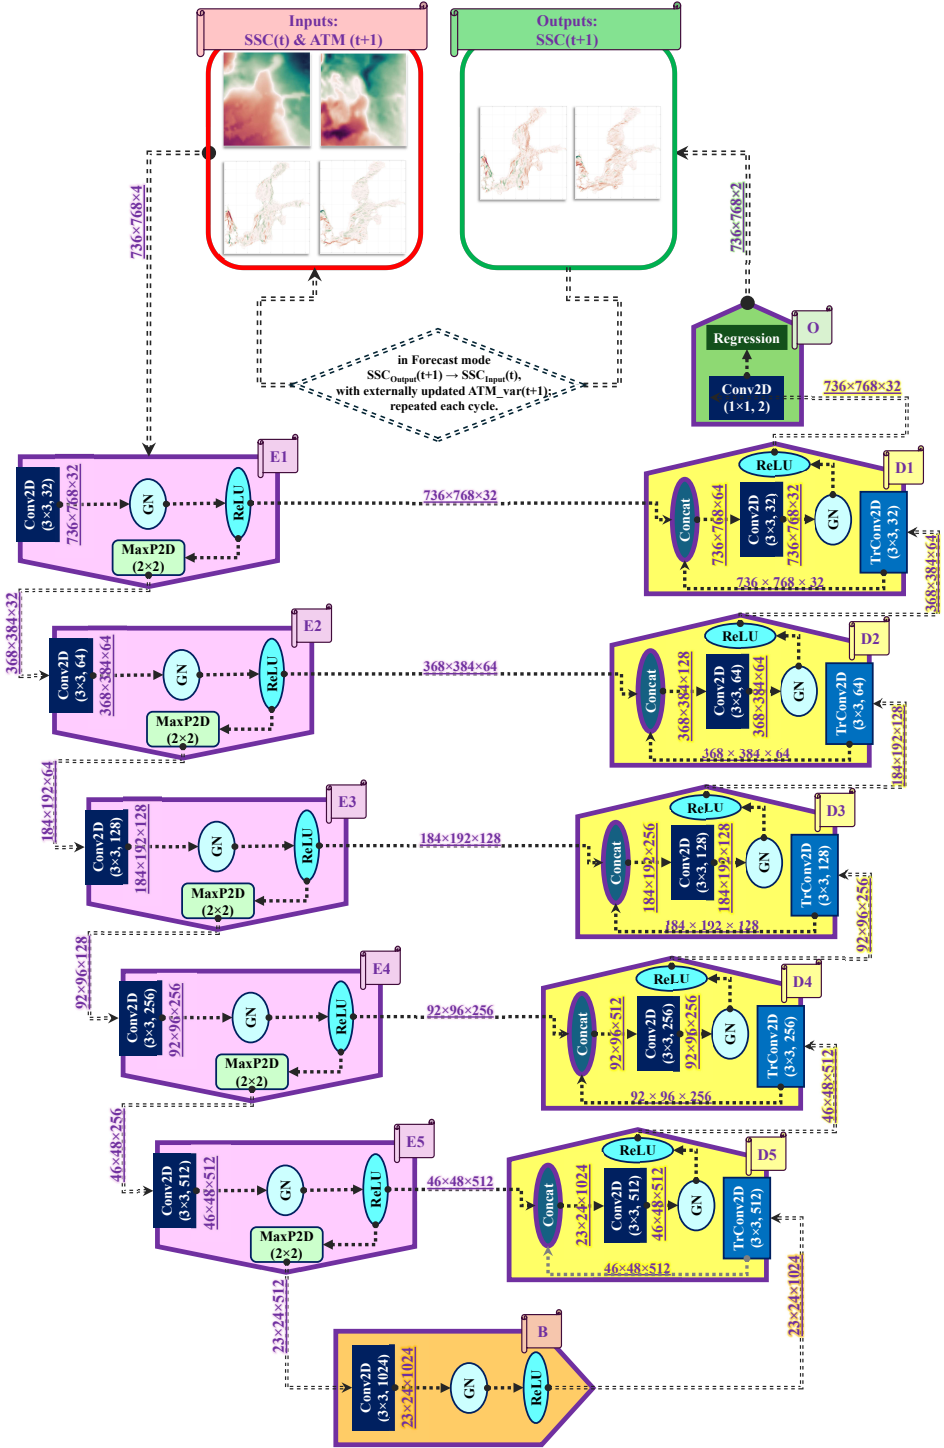 Inputs:
SSC(t) & ATM (t+1)
Outputs:
SSC(t+1)
736×768×4
736×768×2
in Forecast mode
SSCOutput(t+1) → SSCInput(t),
with externally updated ATM_var(t+1);
repeated each cycle.
O
Regression
Conv2D
(1×1, 2)
736×768×32
E1
Conv2D
(3×3, 32)
736×768×32
GN
ReLU
MaxP2D
(2×2)
736×768×32
D1
ReLU
Concat
736×768×64
Conv2D
(3×3, 32)
736×768×32
GN
TrConv2D
(3×3, 32)
736 × 768 × 32
368×384×32
368×384×64
E2
Conv2D
(3×3, 64)
368×384×64
GN
ReLU
MaxP2D
(2×2)
368×384×64
D2
ReLU
Concat
368×384×128
Conv2D
(3×3, 64)
368×384×64
GN
TrConv2D
(3×3, 64)
368 × 384 × 64
184×192×64
184×192×128
E3
Conv2D
(3×3, 128)
184×192×128
GN
ReLU
MaxP2D
(2×2)
184×192×128
D3
ReLU
Concat
184×192×256
Conv2D
(3×3, 128)
184×192×128
GN
TrConv2D
(3×3, 128)
184 × 192 × 128
92×96×128
92×96×256
E4
Conv2D
(3×3, 256)
92×96×256
GN
ReLU
MaxP2D
(2×2)
92×96×256
D4
ReLU
Concat
92×96×512
Conv2D
(3×3, 256)
92×96×256
GN
TrConv2D
(3×3, 256)
92 × 96 × 256
46×48×256
46×48×512
E5
Conv2D
(3×3, 512)
46×48×512
GN
ReLU
MaxP2D
(2×2)
46×48×512
D5
ReLU
Concat
23×24×1024
Conv2D
(3×3, 512)
46×48×512
GN
TrConv2D
(3×3, 512)
46×48×512
23×24×512
23×24×1024
B
Conv2D
(3×3, 1024)
23×24×1024
GN
ReLU